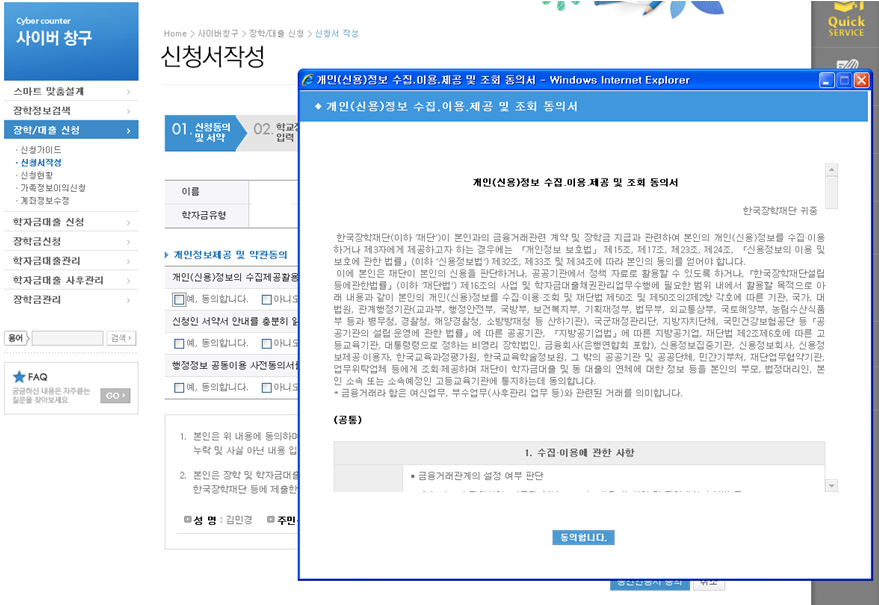 Cyber counter
사이버 창구
스마트 맞춤설계
장학정보검색
장학/대출 신청
· 신청가이드
· 신청서작성
· 신청현황
· 가족정보이의신청
· 계좌정보수정
학자금대출 신청
장학금신청
학자금대출관리
학자금대출 사후관리
장학금관리
용어
검색
FAQ
궁금하신 내용은 자주묻는
질문을 찾아보세요
GO
Home > 사이버창구 > 장학/대출 신청 > 신청서 작성
신청서작성
01. 신청동의 및 서약
02. 학교정 입력
이름
학자금유형
개인정보제공 및 약관동의
개인(신용)정보의 수집제공활용
예, 동의합니다. 아니오
신청인 서약서 안내를 충분히 읽
예, 동의합니다. 아니오
행정정보 공동이용 사전동의서를
예, 동의합니다. 아니오
1. 본인은 위 내용에 동의하며
누락 및 사실 아닌 내용 입
2. 본인은 장학 및 학자금대출
한국장학재단 등에 제출한
성 명 : 김민경 주민
Quick
SERVICE
개인(신용)정보 수집.이용.제공 및 조회 동의서 - Windows Internet Explorer
◆ 개인(신용)정보 수집.이용.제공 및 조회 동의서
개인(신용)정보 수집·이용·제공 및 조회 동의서
한국장학재단 귀중
한국장학재단(이하 '재단')이 본인과의 금융거래관련 계약 및 장학금 지급과 관련하여 본인의 개인(신용)정보를 수집·이용
하거나 제3자에게 제공하고자 하는 경우에는 「개인정보 보호법」 제15조, 제17조, 제23조, 제24조, 「신용정보의 이용 및
보호에 관한 법률」(이하 '신용정보법') 제32조, 제33조 및 제34조에 따라 본인의 동의를 얻어야 합니다.
이에 본인은 재단이 본인의 신용을 판단하거나, 공공기관에서 정책 자료로 활용할 수 있도록 하거나, 「한국장학재단설립
등에관한법률」(이하 '재단법') 제16조의 사업 및 학자금대출채권관리업무수행에 필요한 범위 내에서 활용할 목적으로 아
래 내용과 같이 본인의 개인(신용)정보를 수집·이용·조회 및 재단법 제50조 및 제50조의2제2항 각호에 따른 기관, 국가, 대
법원, 관계행정기관(교과부, 행정안전부, 국방부, 보건복지부, 기획재정부, 법무부, 외교통상부, 국토해양부, 농림수산식품
부 등과 병무청, 경찰청, 해양경찰청, 소방방재청 등 산하기관), 국군재정관리단, 지방자치단체, 국민건강보험공단 등 「공
공기관의 설립·운영에 관한 법률」에 따른 공공기관, 「지방공기업법」에 따른 지방공기업, 재단법 제2조제6호에 따른 고
등교육기관, 대통령령으로 정하는 비영리 장학법인, 금융회사(은행연합회 포함), 신용정보집중기관, 신용정보회사, 신용정
보제공·이용자, 한국교육과정평가원, 한국교육학술정보원, 그 밖의 공공기관 및 공공단체, 민간기부처, 재단업무협약기관,
업무위탁업체 등에게 조회·제공하며 재단이 학자금대출 및 동 대출의 연체에 대한 정보 등을 본인의 부모, 법정대리인, 본
인 소속 또는 소속예정인 고등교육기관에 통지하는데 동의합니다.
* 금융거래라 함은 여신업무, 부수업무(사후관리 업무 등)와 관련된 거래를 의미합니다.
(공통)
1. 수집·이용에 관한 사항
▪ 금융거래관계의 설정 여부 판단
동의합니다.
취소